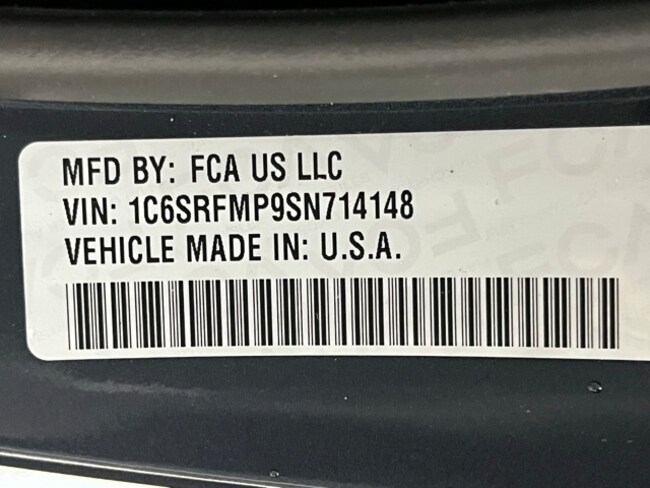 MFD BY: FCA US LLC
VIN: 1C6SRFMP9SN714148
VEHICLE MADE IN: U.S.A.